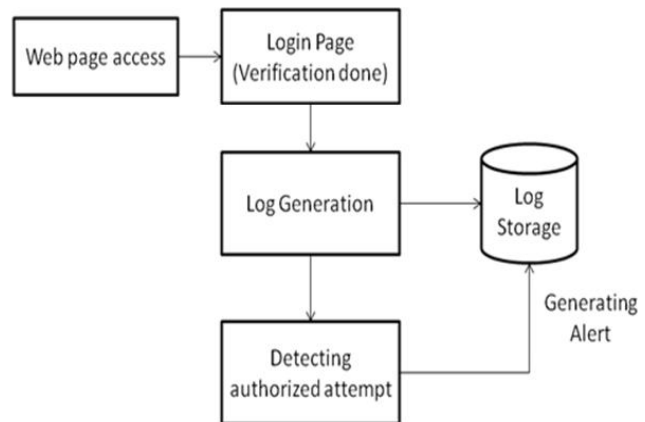 Web page access
Login Page
(Verification done)
Log Generation
Log
Storage
Generating
Alert
Detecting
authorized attempt